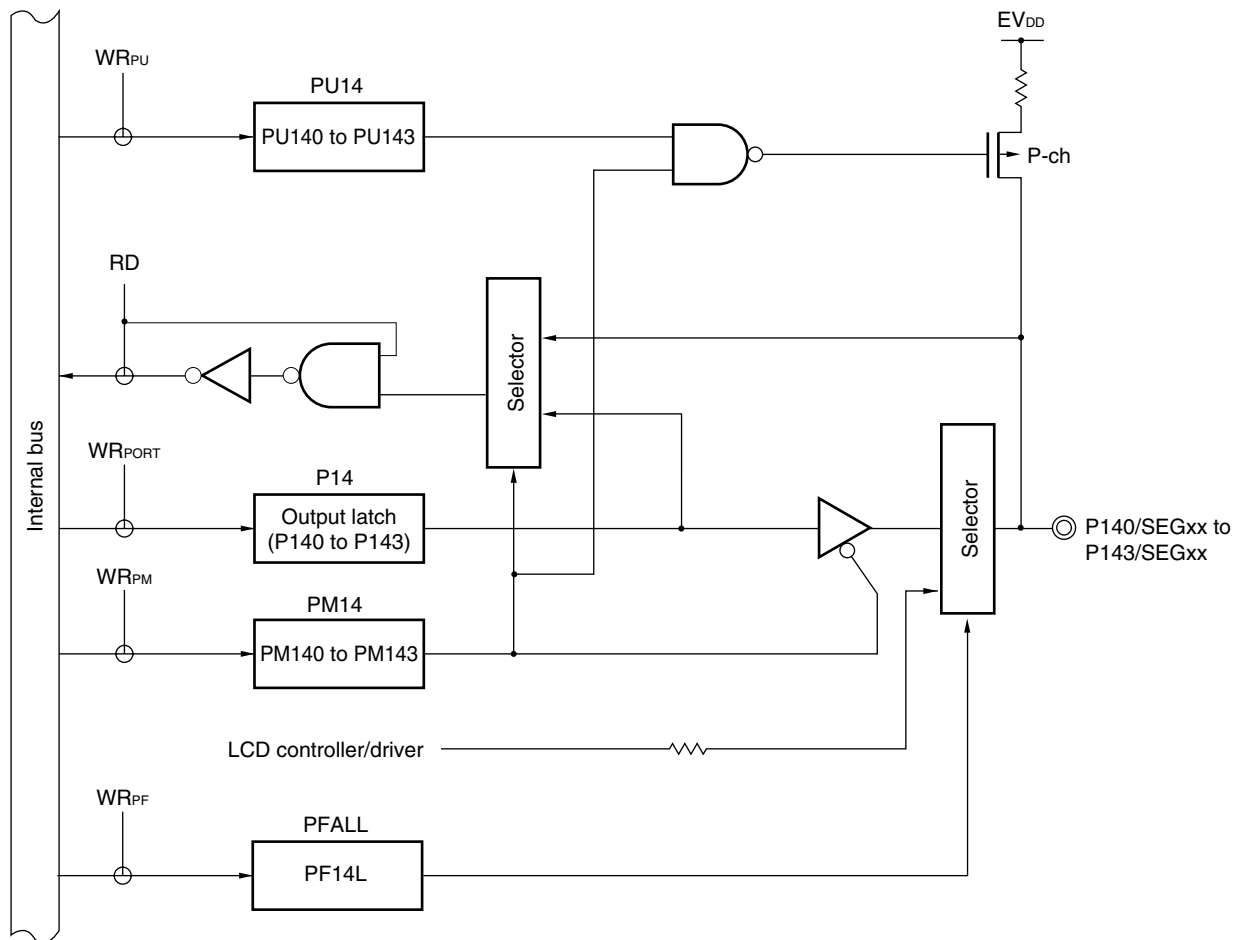 EVDD
WRPU
PU14
PU140 to PU143
P-ch
RD
Selector
Internal bus
WRPORT
P14
Output latch
(P140 to P143)
Selector
P140/SEGxx to
P143/SEGxx
WRPM
PM14
PM140 to PM143
LCD controller/driver
WRPF
PFALL
PF14L